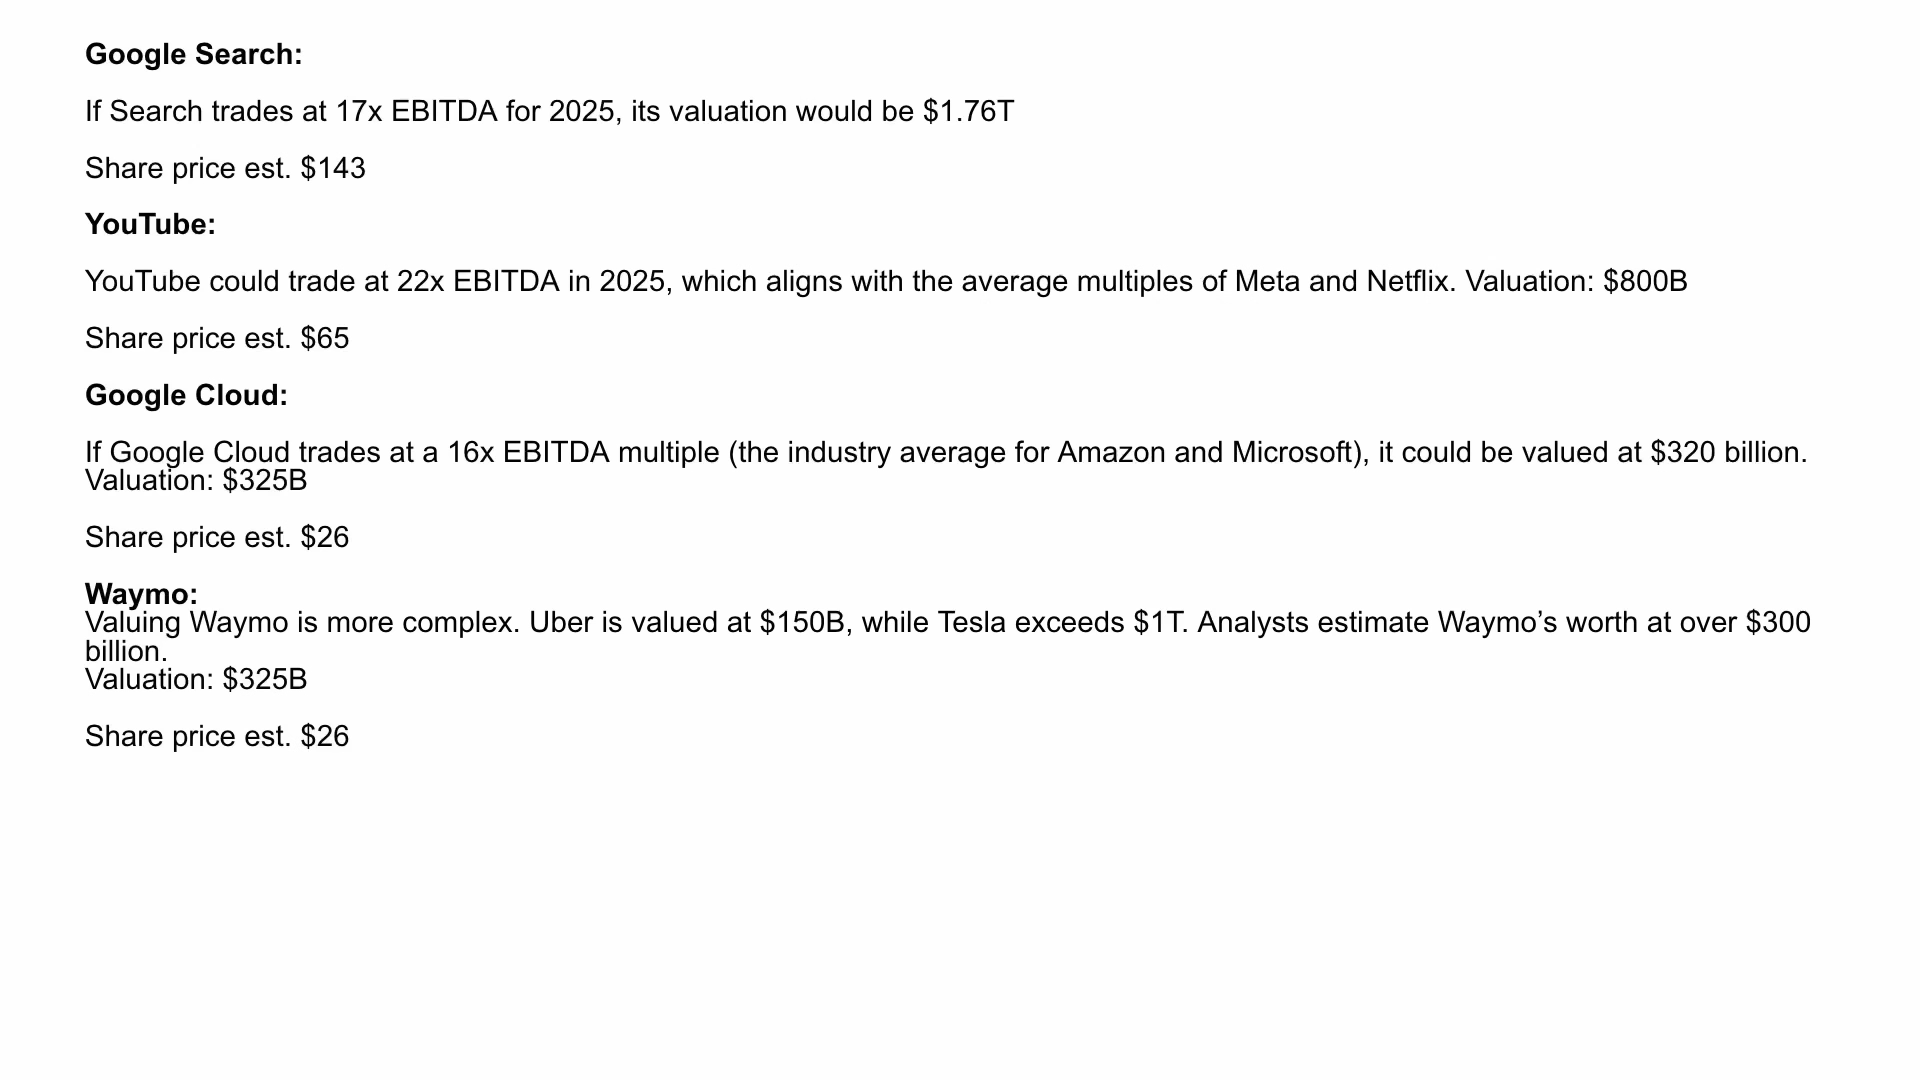 Google Search:
If Search trades at 17x EBITDA for 2025, its valuation would be $1.76T
Share price est. $143
YouTube:
YouTube could trade at 22x EBITDA in 2025, which aligns with the average multiples of Meta and Netflix. Valuation: $800B
Share price est. $65
Google Cloud:
If Google Cloud trades at a 16x EBITDA multiple (the industry average for Amazon and Microsoft), it could be valued at $320 billion.
Valuation: $325B
Share price est. $26
Waymo:
Valuing Waymo is more complex. Uber is valued at $150B, while Tesla exceeds $1T. Analysts estimate Waymo’s worth at over $300
billion.
Valuation: $325B
Share price est. $26